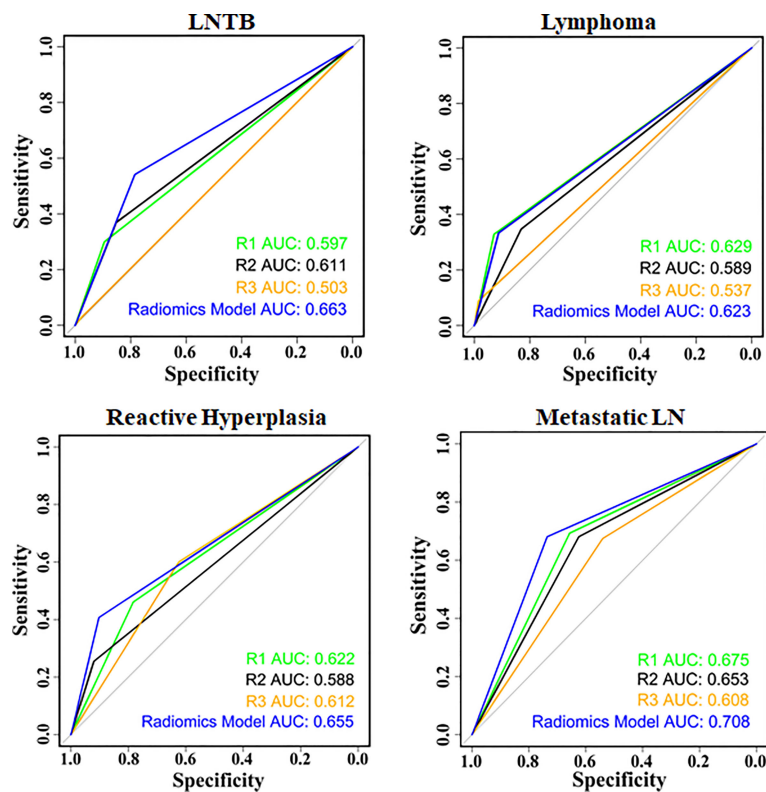 LNTB
Sensitivity
1.0
0.8
0.6
0.4
0.2
0.0
R1 AUC: 0.597
R2 AUC: 0.611
R3 AUC: 0.503
Radiomics Model AUC: 0.663
1.0 0.8 0.6 0.4 0.2 0.0
Specificity
Lymphoma
Sensitivity
1.0
0.8
0.6
0.4
0.2
0.0
R1 AUC: 0.629
R2 AUC: 0.589
R3 AUC: 0.537
Radiomics Model AUC: 0.623
1.0 0.8 0.6 0.4 0.2 0.0
Specificity
Reactive Hyperplasia
Sensitivity
1.0
0.8
0.6
0.4
0.2
0.0
R1 AUC: 0.622
R2 AUC: 0.588
R3 AUC: 0.612
Radiomics Model AUC: 0.655
1.0 0.8 0.6 0.4 0.2 0.0
Specificity
Metastatic LN
Sensitivity
1.0
0.8
0.6
0.4
0.2
0.0
R1 AUC: 0.675
R2 AUC: 0.653
R3 AUC: 0.608
Radiomics Model AUC: 0.708
1.0 0.8 0.6 0.4 0.2 0.0
Specificity